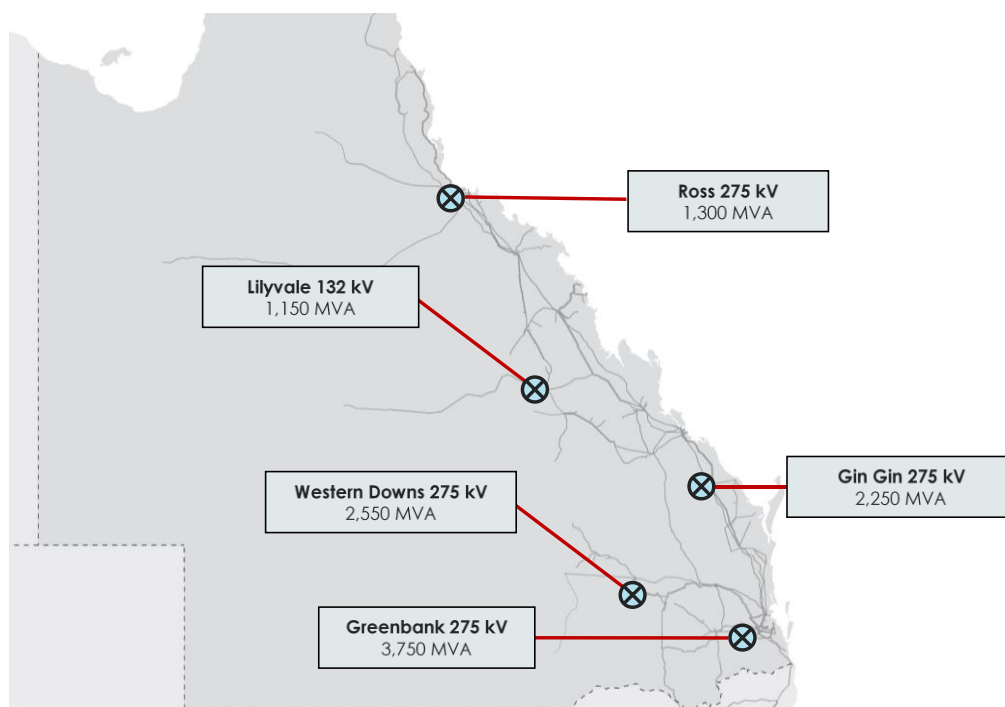 Ross 275 kV
1,300 MVA
Lilyvale 132 kV
1,150 MVA
Gin Gin 275 kV
2,250 MVA
Western Downs 275 kV
2,550 MVA
Greenbank 275 kV
3,750 MVA